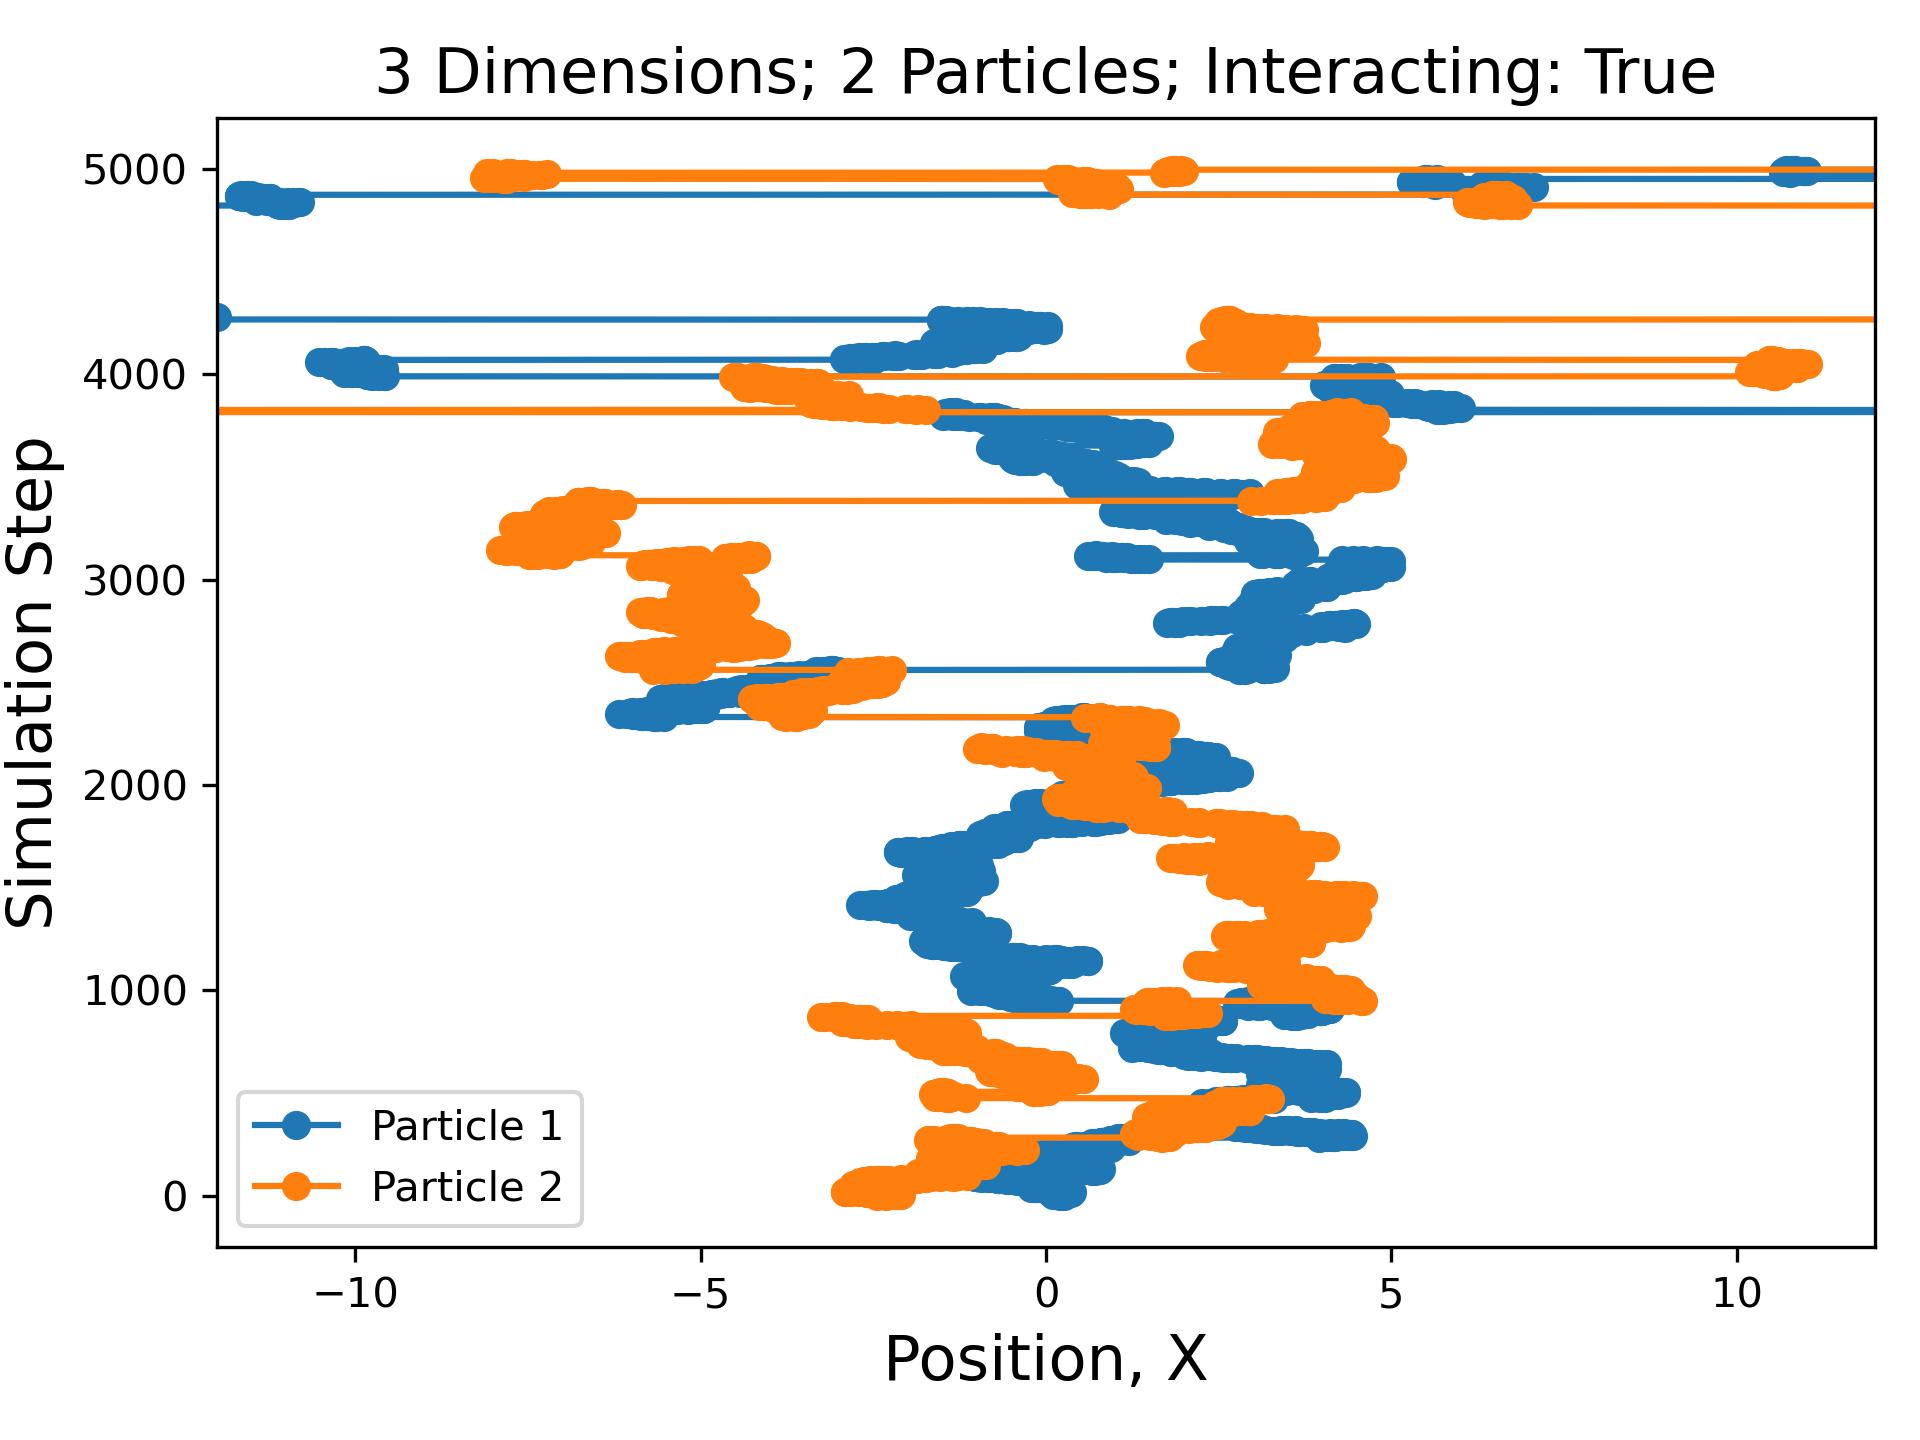 3 Dimensions; 2 Particles; Interacting: True
Simulation Step
5000
4000
3000
2000
1000
0
Particle 1
Particle 2
−10
−5
0
5
10
Position, X